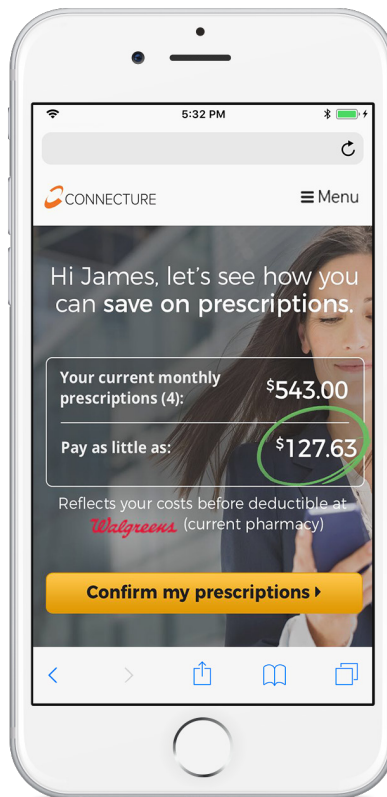 5:32 PM
CONNECTURE
Menu
Hi James, let's see how you
can save on prescriptions.
Your current monthly
prescriptions (4):
$543.00
Pay as little as:
$127.63
Reflects your costs before deductible at
Walgreens (current pharmacy)
Confirm my prescriptions